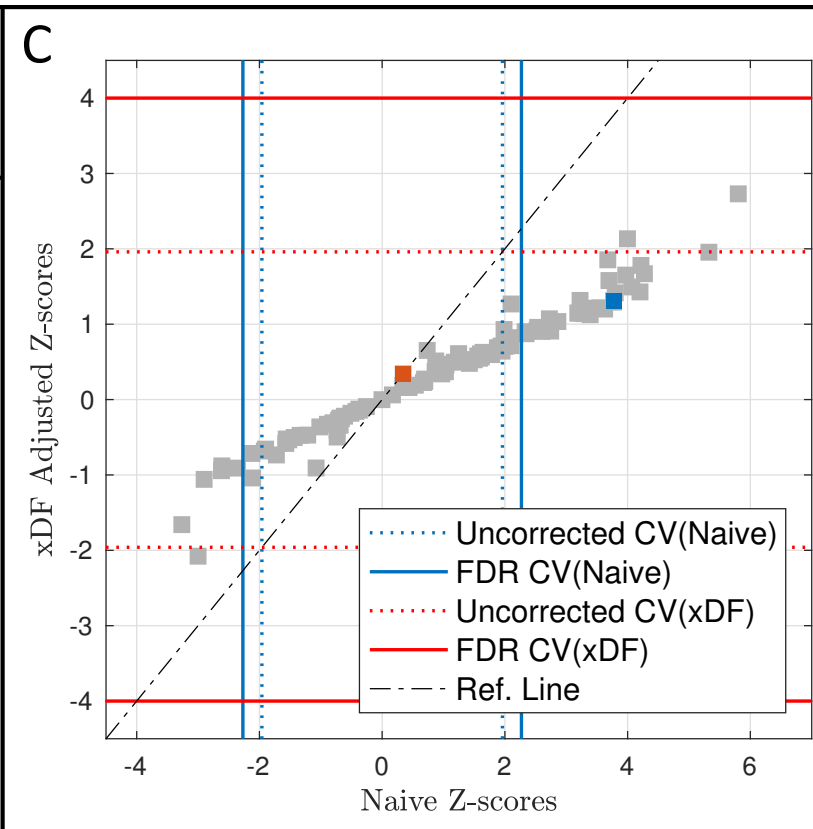 C
4
3
2
1
0
-1
-2
-3
-4
xDF Adjusted Z-scores
Uncorrected CV(Naive)
FDR CV(Naive)
Uncorrected CV(xDF)
FDR CV(xDF)
Ref. Line
-4 -2 0 2 4 6
Naive Z-scores